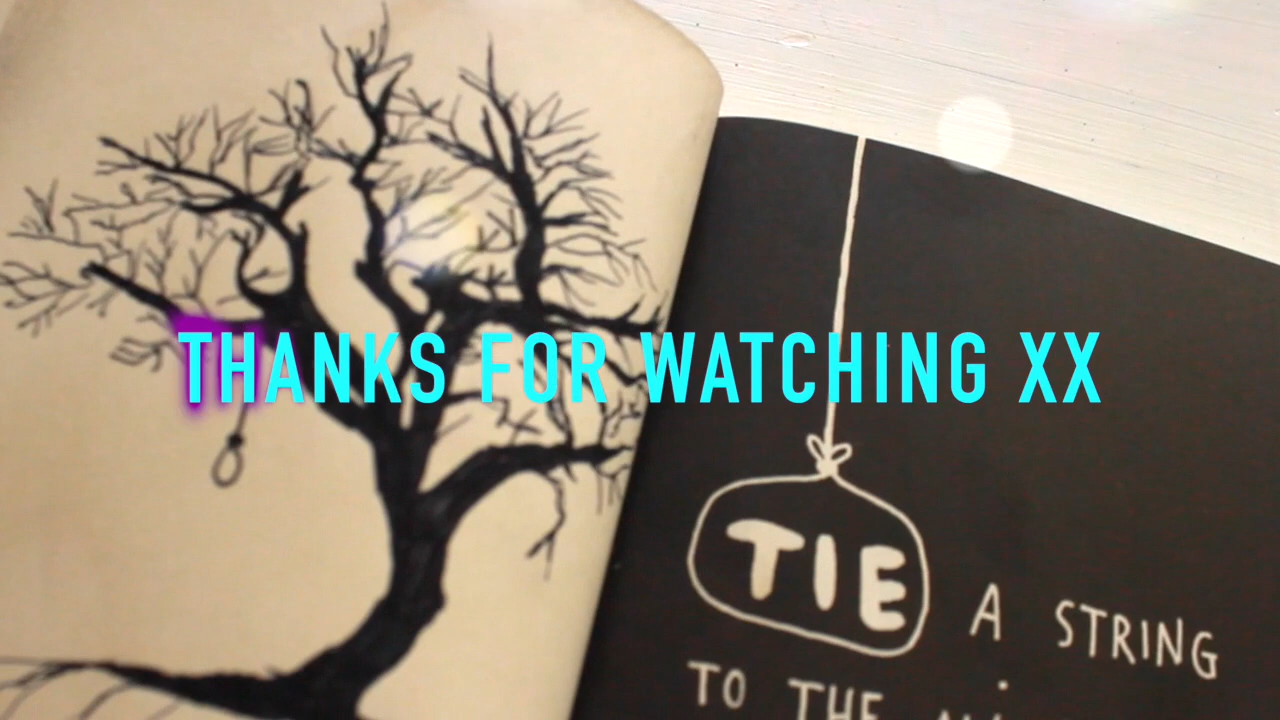 THANKS FOR WATCHING XX
TIE A STRING
TO THE